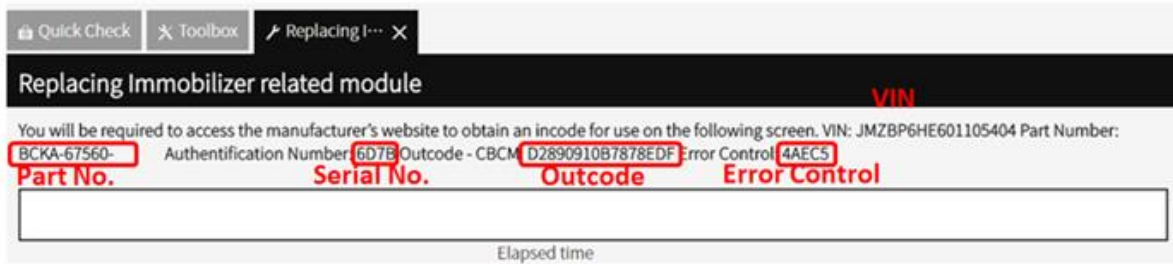 Quick Check Toolbox Replacing I··· X
Replacing Immobilizer related module
VIN
You will be required to access the manufacturer's website to obtain an incode for use on the following screen. VIN: JMZBP6HE601105404 Part Number:
BCKA-67560- Authentification Number: 6D7B Outcode - CBCM: D2890910B7878EDF Error Control: 4AEC5
Part No. Serial No. Outcode Error Control
Elapsed time